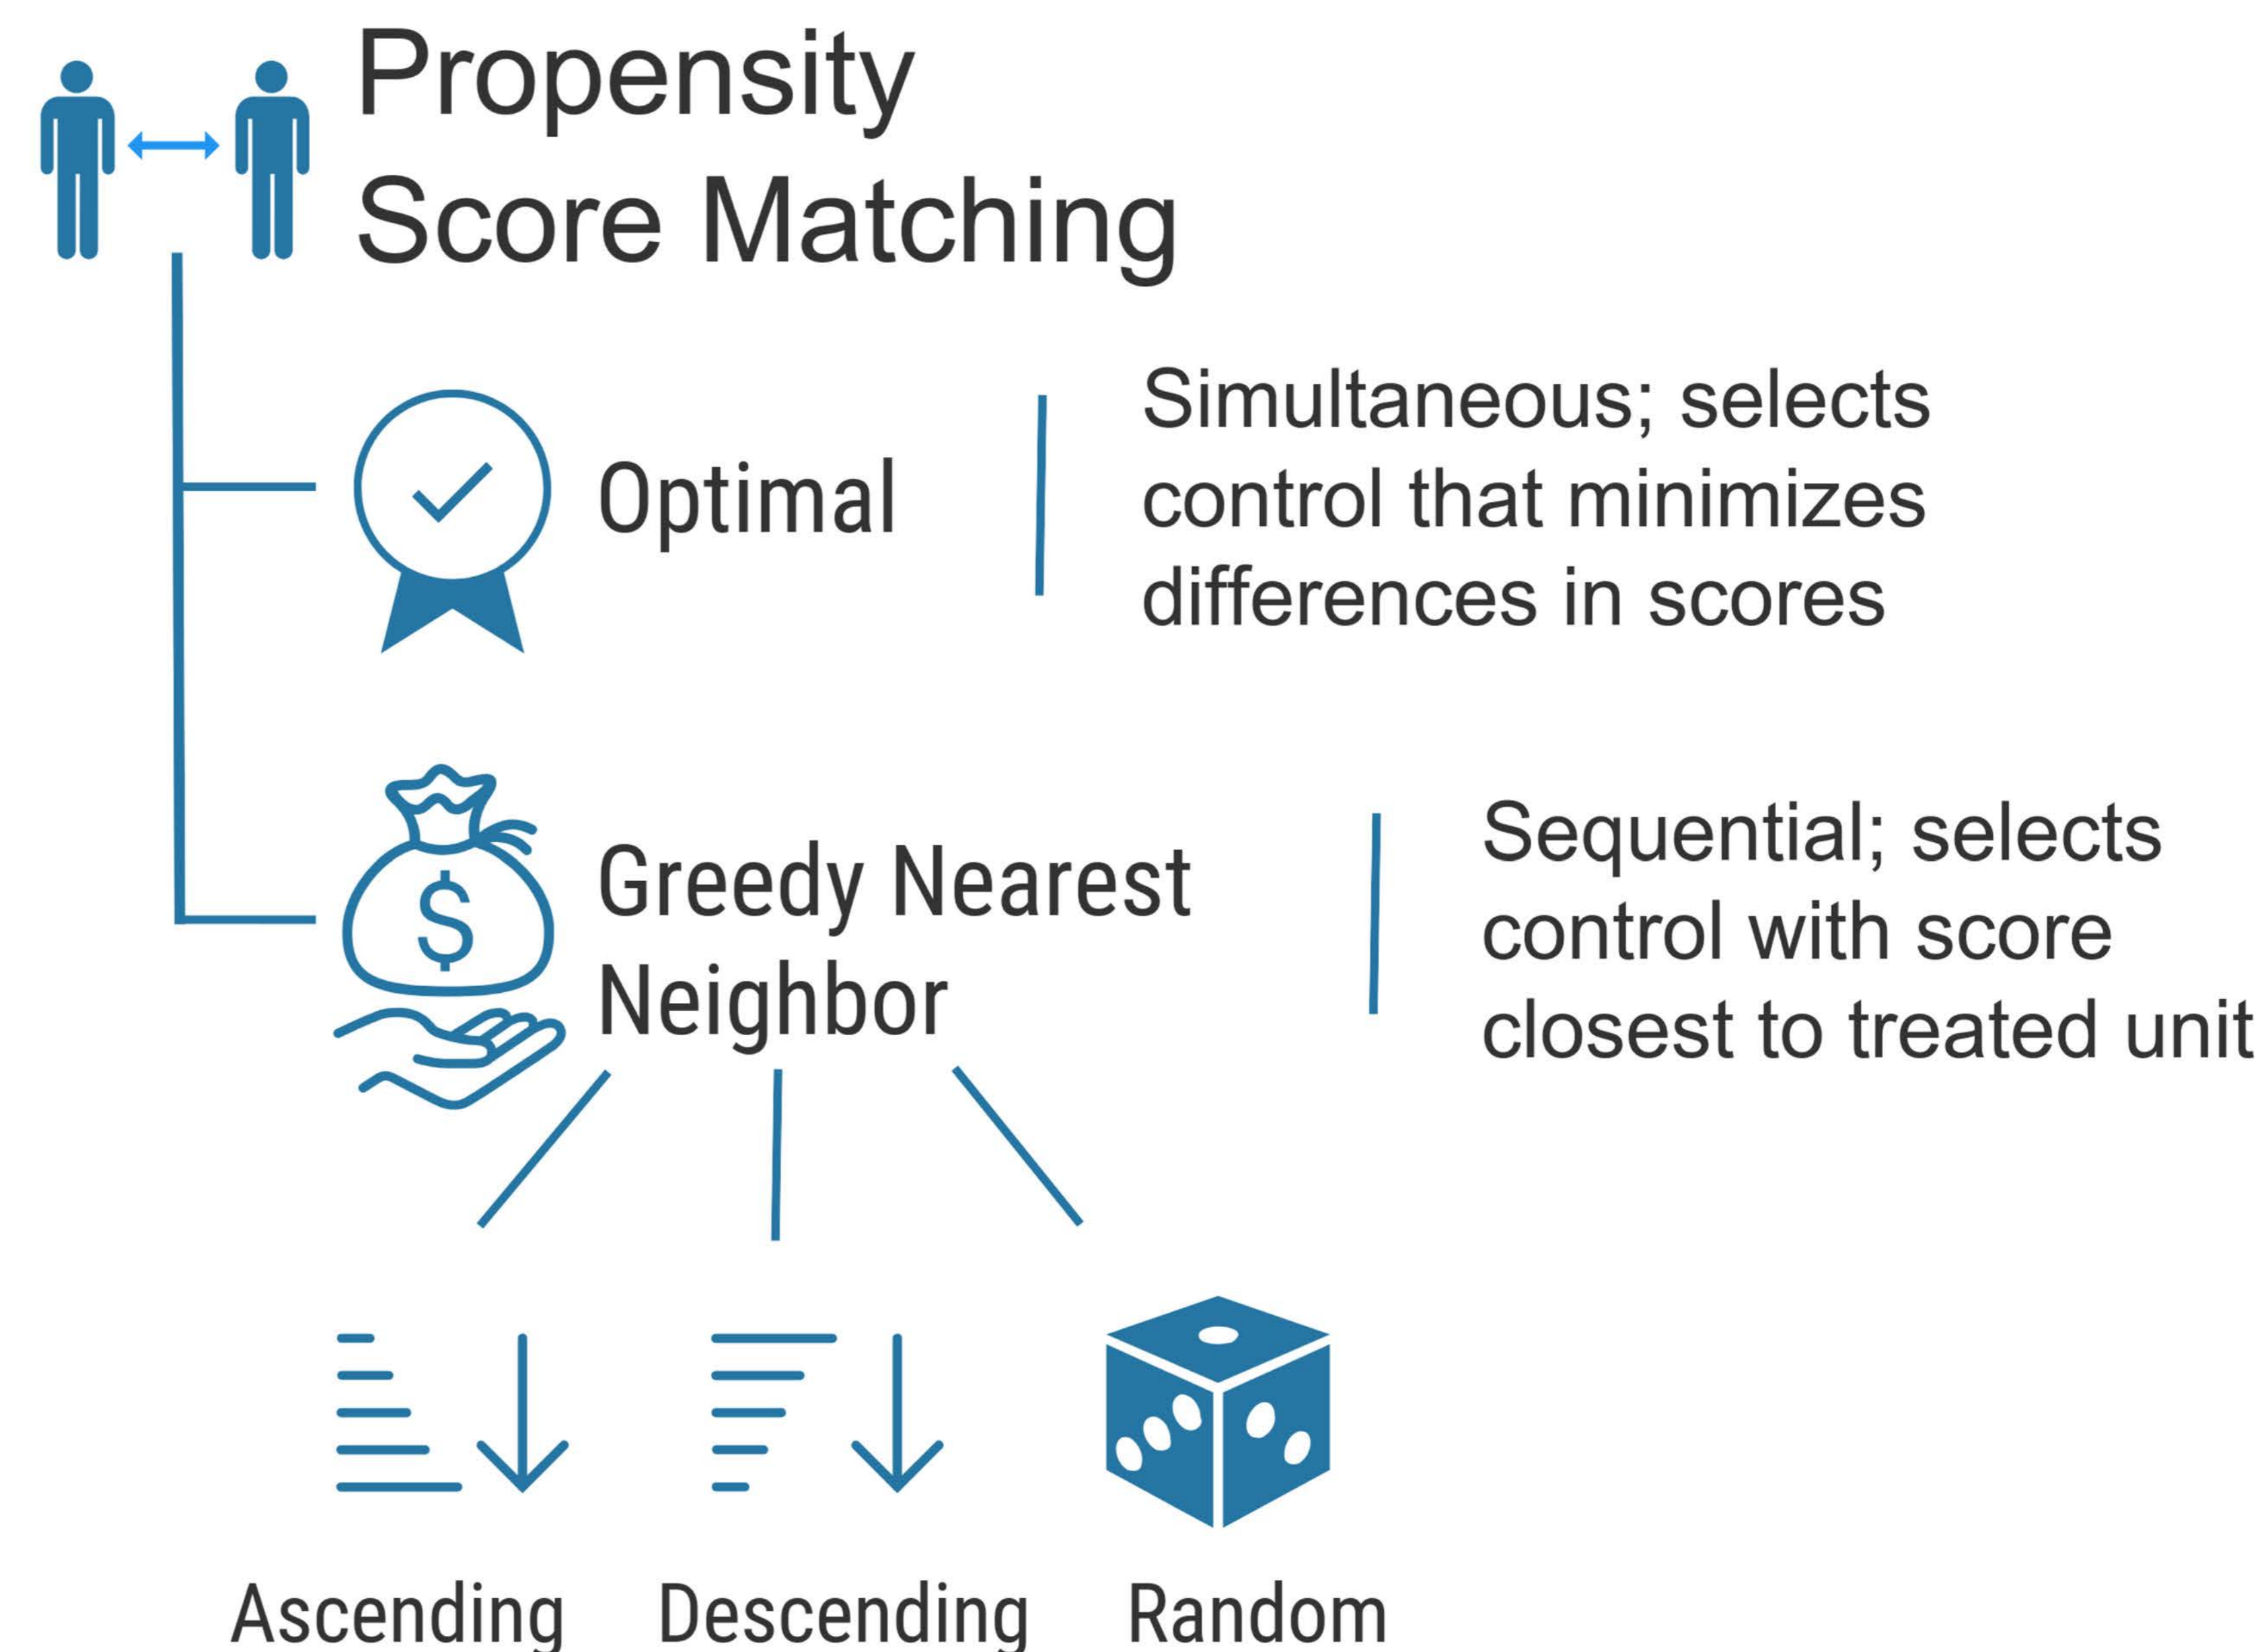 Propensity
Score Matching
Optimal
Simultaneous; selects
control that minimizes
differences in scores
$
Greedy Nearest
Neighbor
Sequential; selects
control with score
closest to treated unit
Ascending
Descending
Random